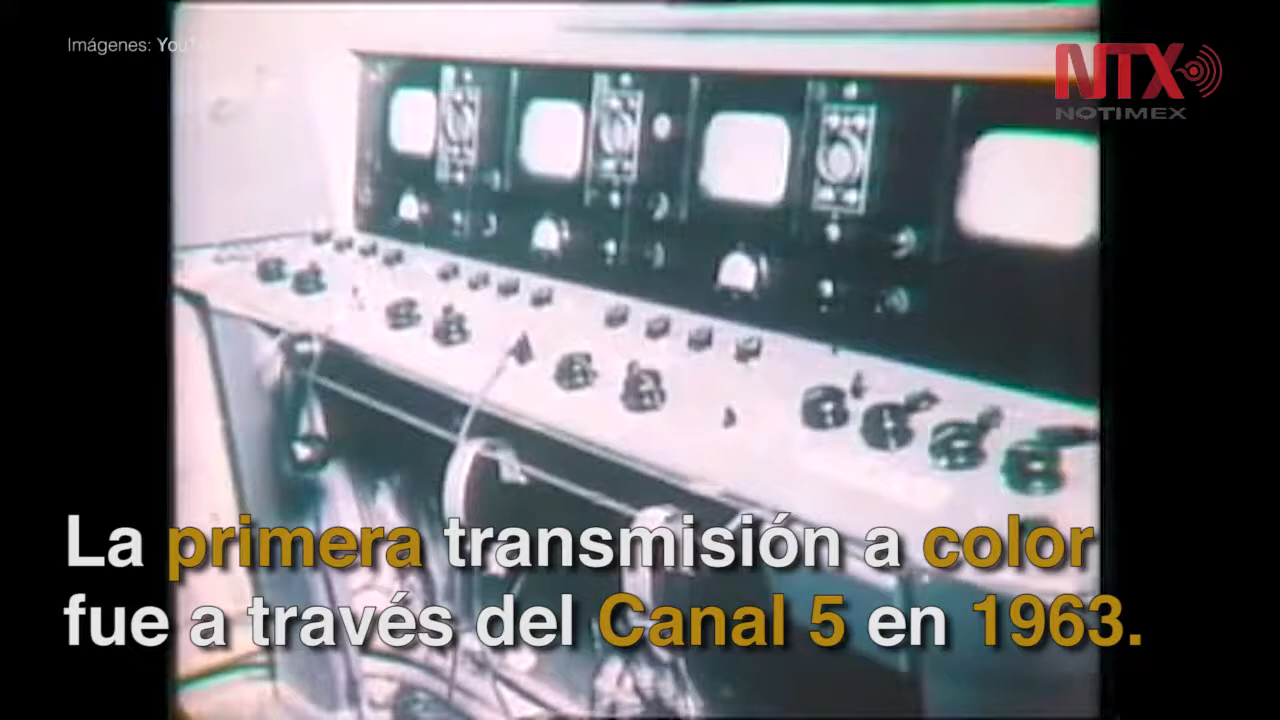 Imágenes:
NTX
NOTIMEX
La primera transmisión a color
fue a través del Canal 5 en 1963.